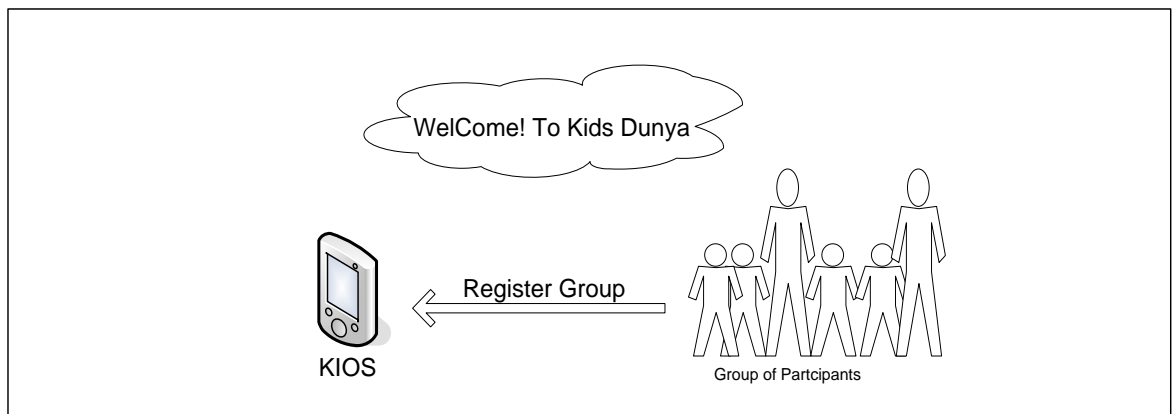 WelCome! To Kids Dunya
Register Group
KIOS
Group of Partcipants